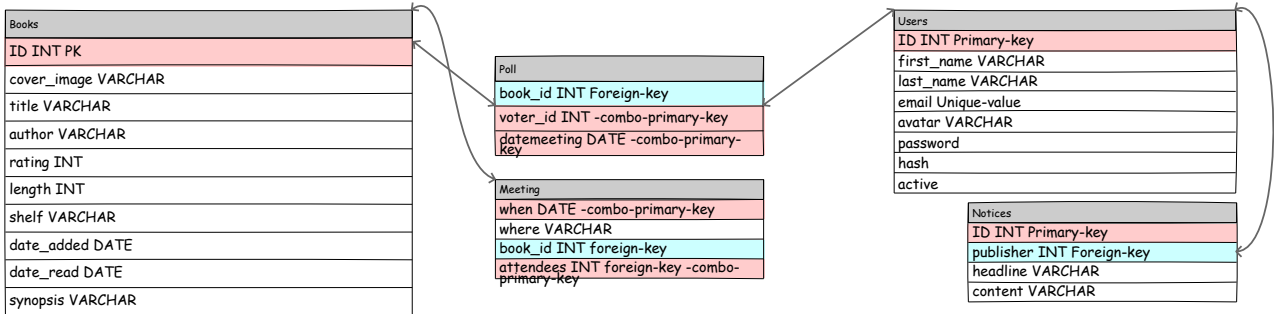 Books
ID INT PK
cover_image VARCHAR
title VARCHAR
author VARCHAR
rating INT
length INT
shelf VARCHAR
date_added DATE
date_read DATE
synopsis VARCHAR
Poll
book_id INT Foreign-key
voter_id INT -combo-primary-key
datemeeting DATE -combo-primary-
key
Meeting
when DATE -combo-primary-key
where VARCHAR
book_id INT foreign-key
attendees INT foreign-key -combo-
primary-key
Users
ID INT Primary-key
first_name VARCHAR
last_name VARCHAR
email Unique-value
avatar VARCHAR
password
hash
active
Notices
ID INT Primary-key
publisher INT Foreign-key
headline VARCHAR
content VARCHAR